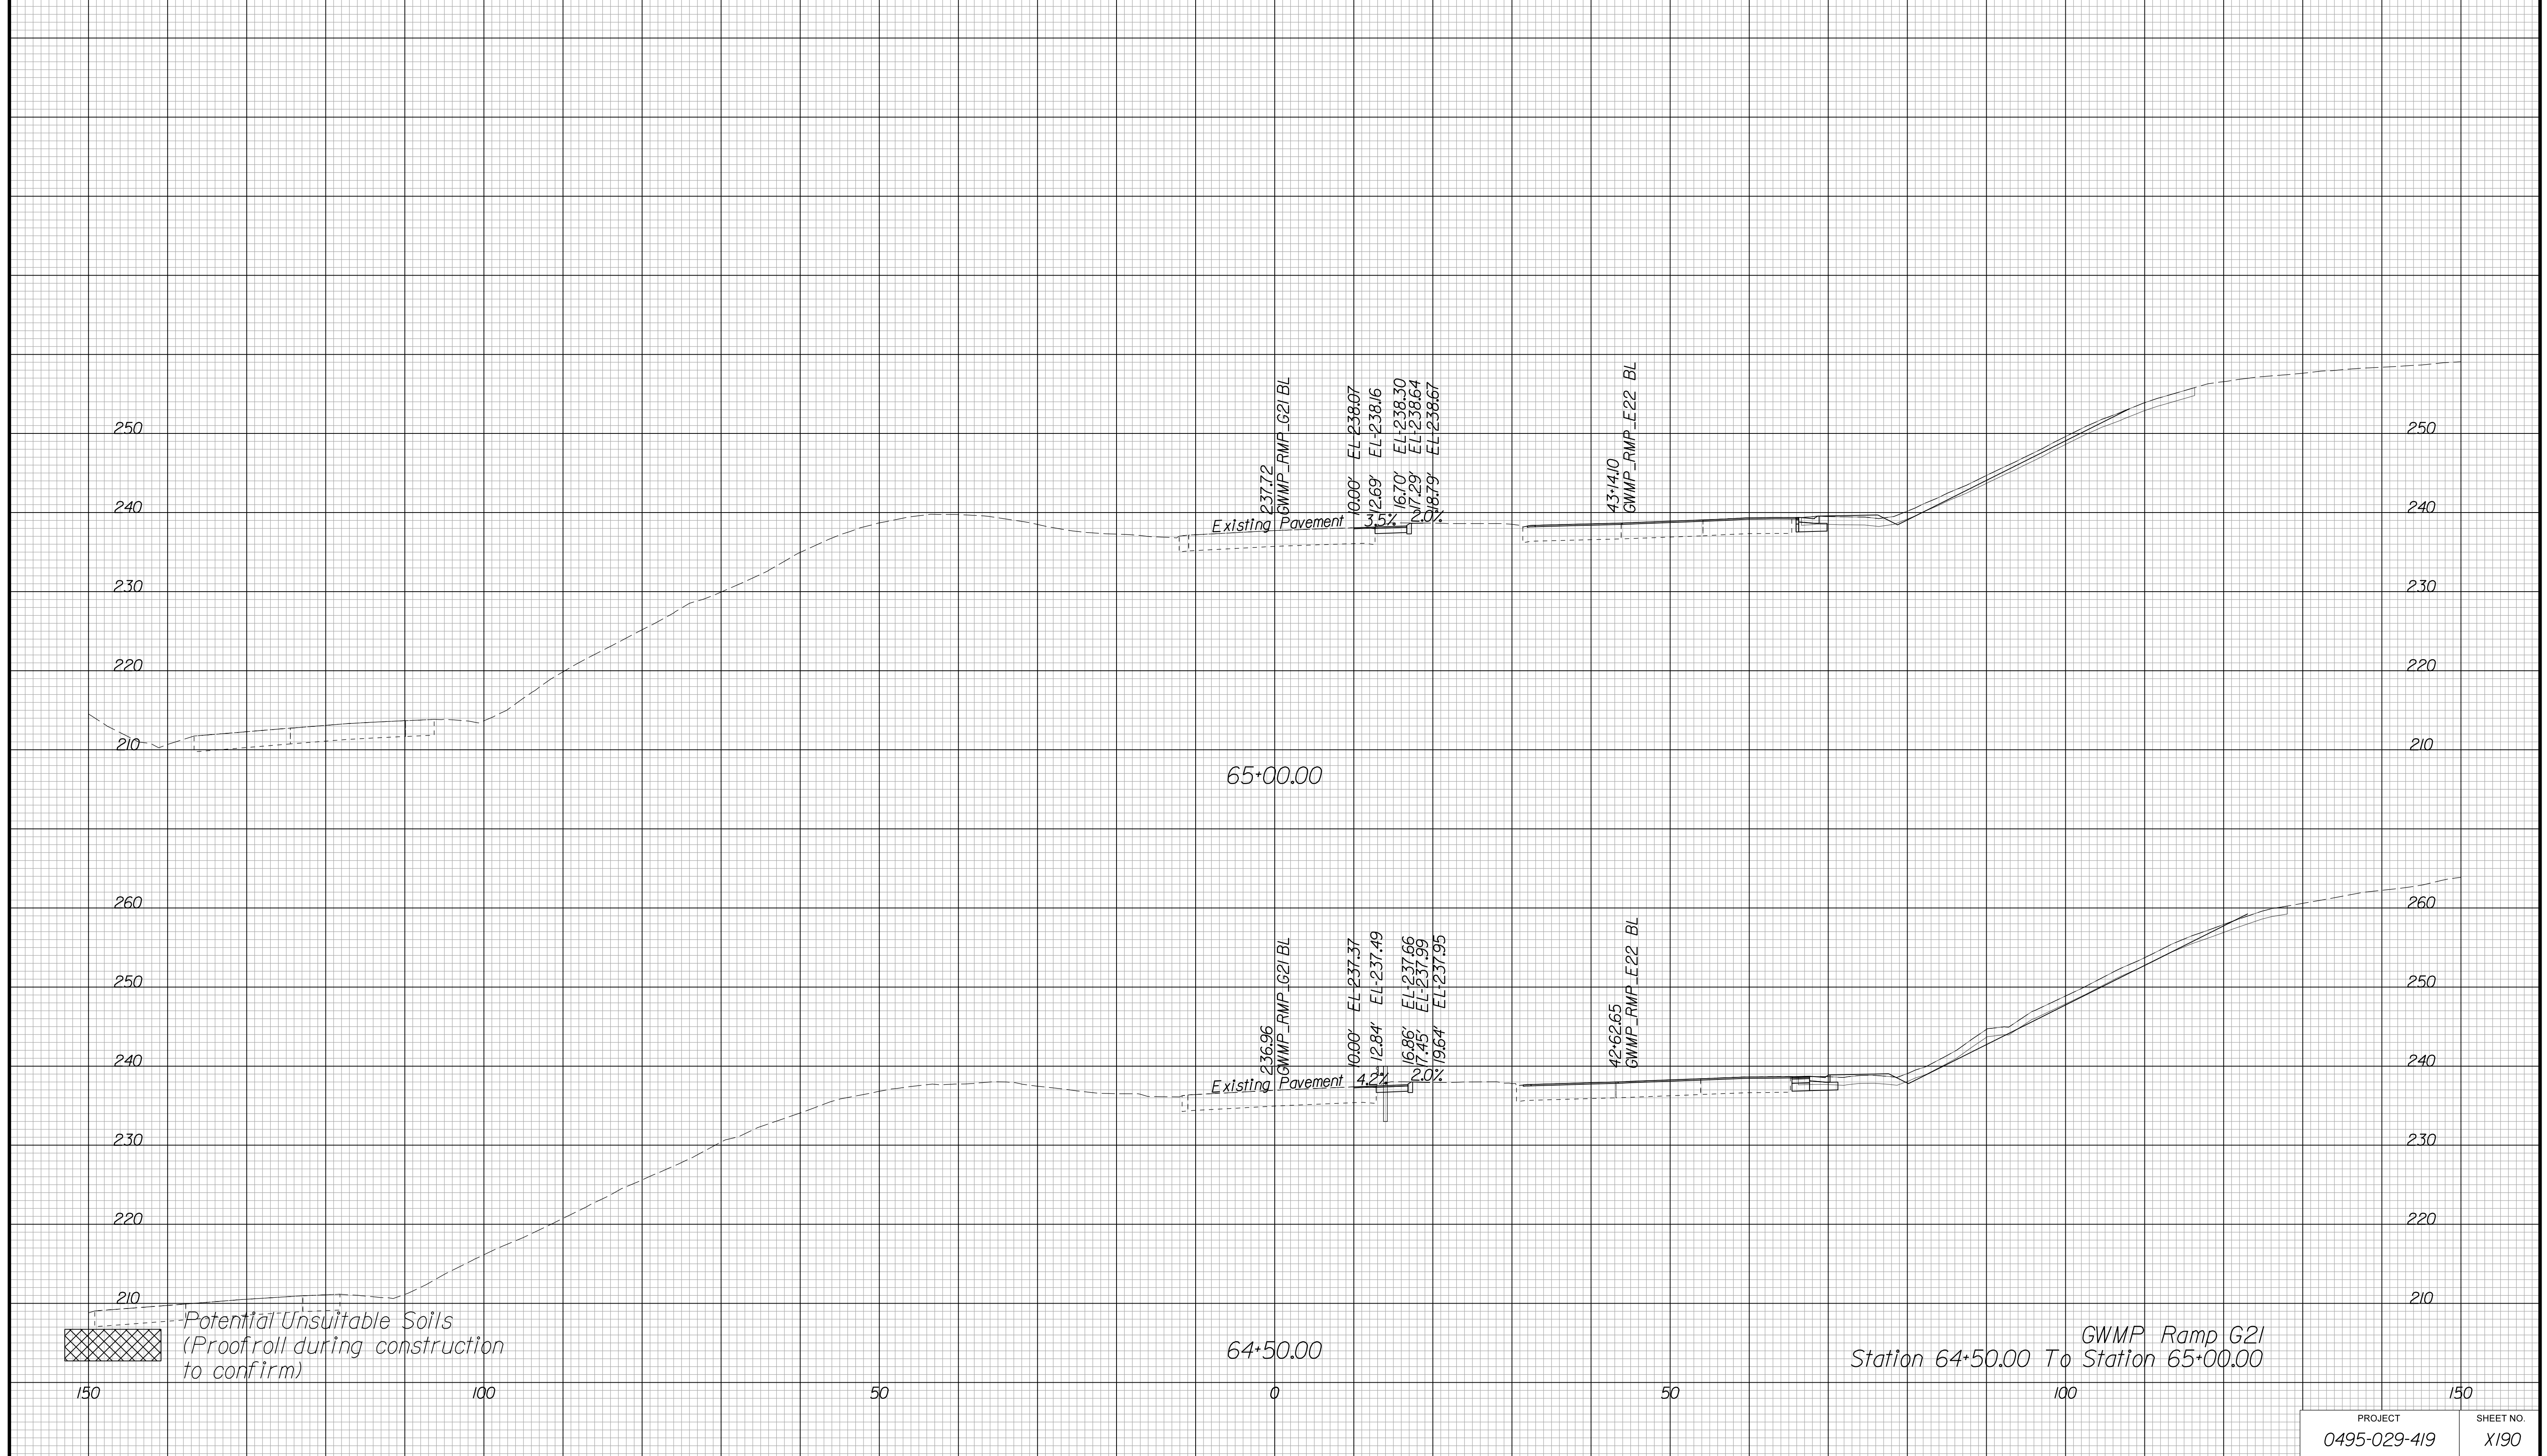 237.72
GWMP_RMP_G21 BL
10.00' EL-238.07
12.69' EL-238.16
16.70' EL-238.30
17.29' EL-238.64
18.79' EL-238.67
43+14.10
GWMP_RMP_E22 BL
250 250
240 Existing Pavement 3.5% 2.0% 240
230 230
220 220
210 210
65+00.00
260 260
236.96
GWMP_RMP_G21 BL
10.00' EL-237.37
12.84' EL-237.49
16.86' EL-237.66
17.45' EL-237.99
19.64' EL-237.95
42+62.65
GWMP_RMP_E22 BL
250 250
240 240
Existing Pavement 4.2% 2.0%
230 230
220 220
210 210
Potential Unsuitable Soils
(Proofroll during construction
to confirm)
64+50.00
GWMP Ramp G21
Station 64+50.00 To Station 65+00.00
150 100 50 0 50 100 150
PROJECT SHEET NO.
0495-029-419 X190